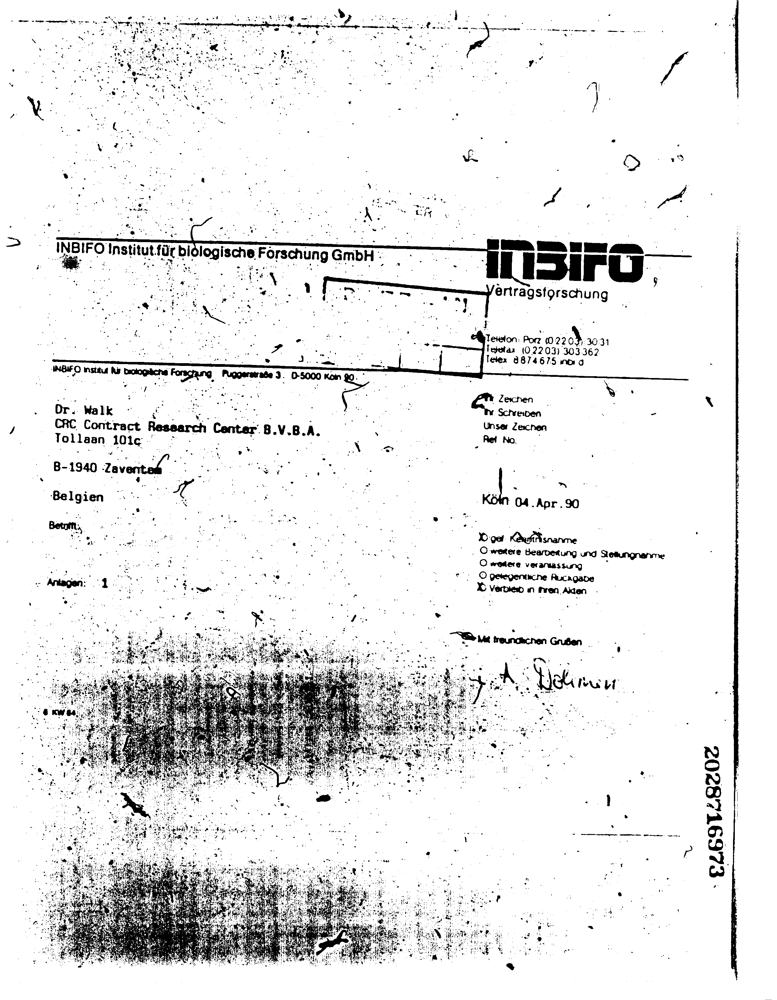 INBIFO Institut für biologische Forschung GmbH
INBIFO
Vertragsforschung
Telefon: Porz (0 22 03) 30 31
Telefax (0 22 03) 303 362
Telex 8 874 675 inbi d
INBIFO Institut für biologische Forschung Fuggerstraße 3 D-5000 Köln 90
Dr. Walk
CRC Contract Research Center B.V.B.A.
Tollaan 101c
B-1940 Zaventem
Belgien
Ihr Zeichen
Ihr Schreiben
Unser Zeichen
Ref No.
Köln 04.Apr.90
Betrifft:
Anlagen: 1
X gef Kenntnisnahme
O weitere Bearbeitung und Stellungnahme
O weitere Veranlassung
O gelegentliche Rückgabe
X Verbleib in Ihren Akten
Mit freundlichen Grüßen
2028716973